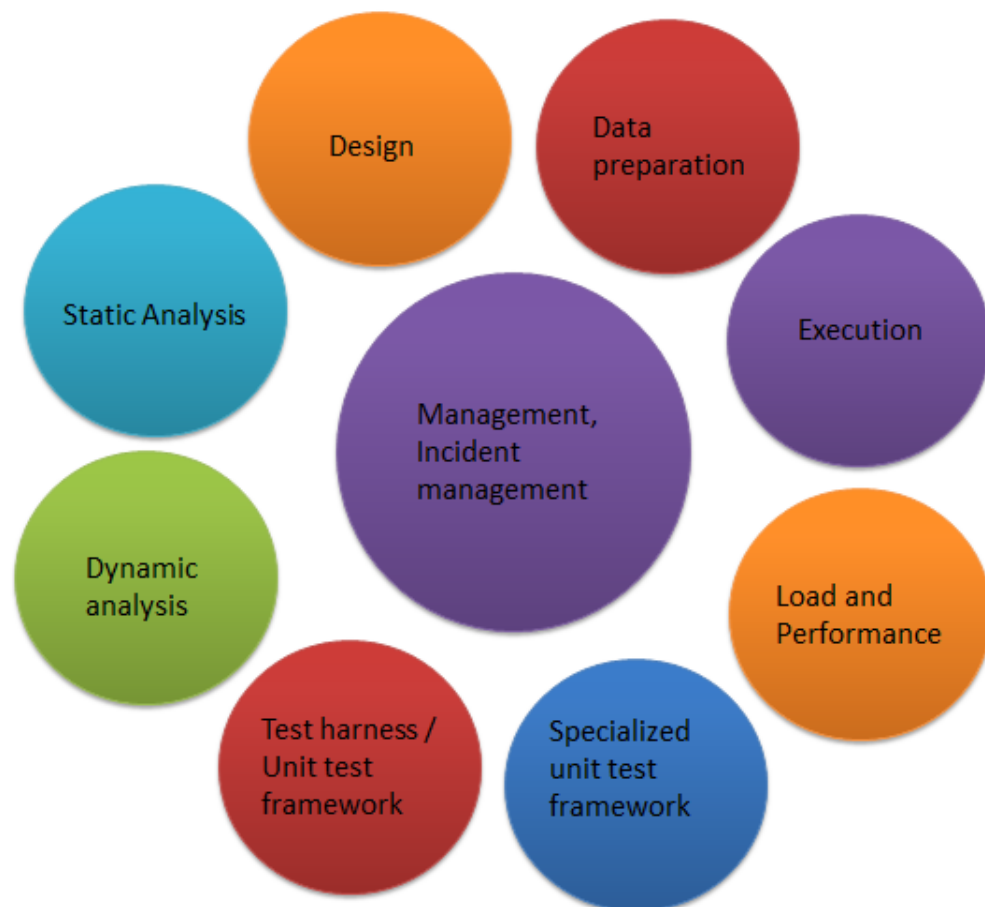 Design
Data
preparation
Static Analysis
Execution
Management,
Incident
management
Dynamic
analysis
Load and
Performance
Test harness /
Unit test
framework
Specialized
unit test
framework